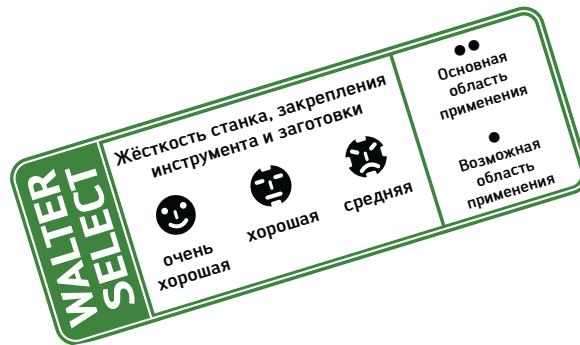 WALTER
SELECT
Жёсткость станка, закрепления
инструмента и заготовки
очень
хорошая
хорошая
средняя
Основная
область
применения
Возможная
область
применения